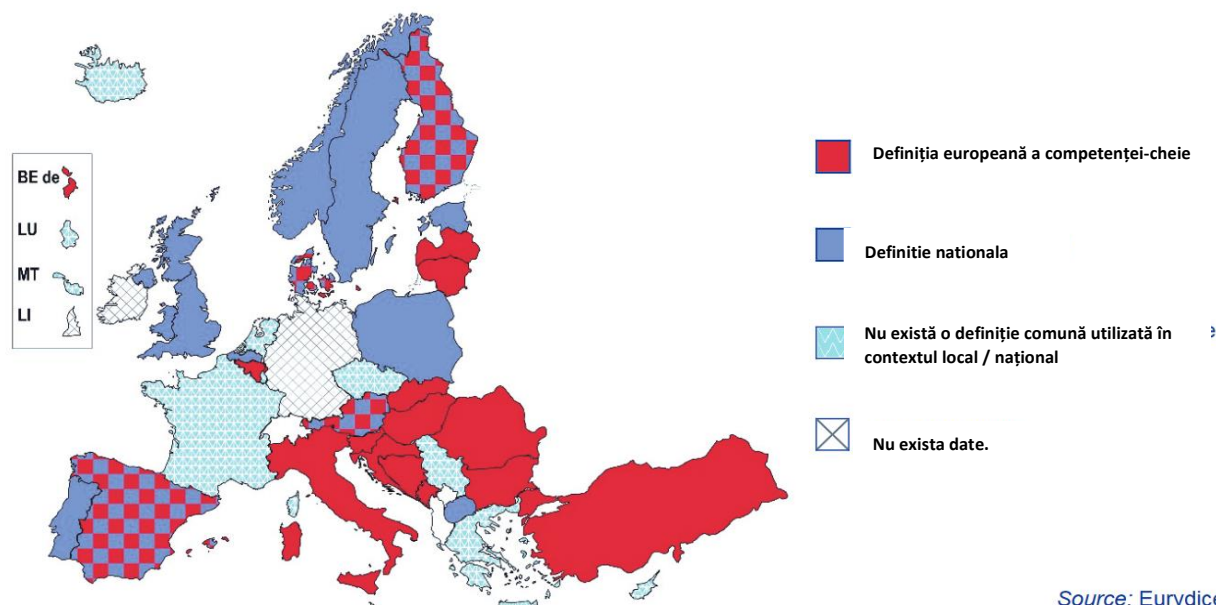 BE de
LU
MT
LI
Definiția europeană a competenței-cheie
Definitie nationala
Nu există o definiție comună utilizată în
contextul local / național
e
Nu exista date.
Source: Eurydice